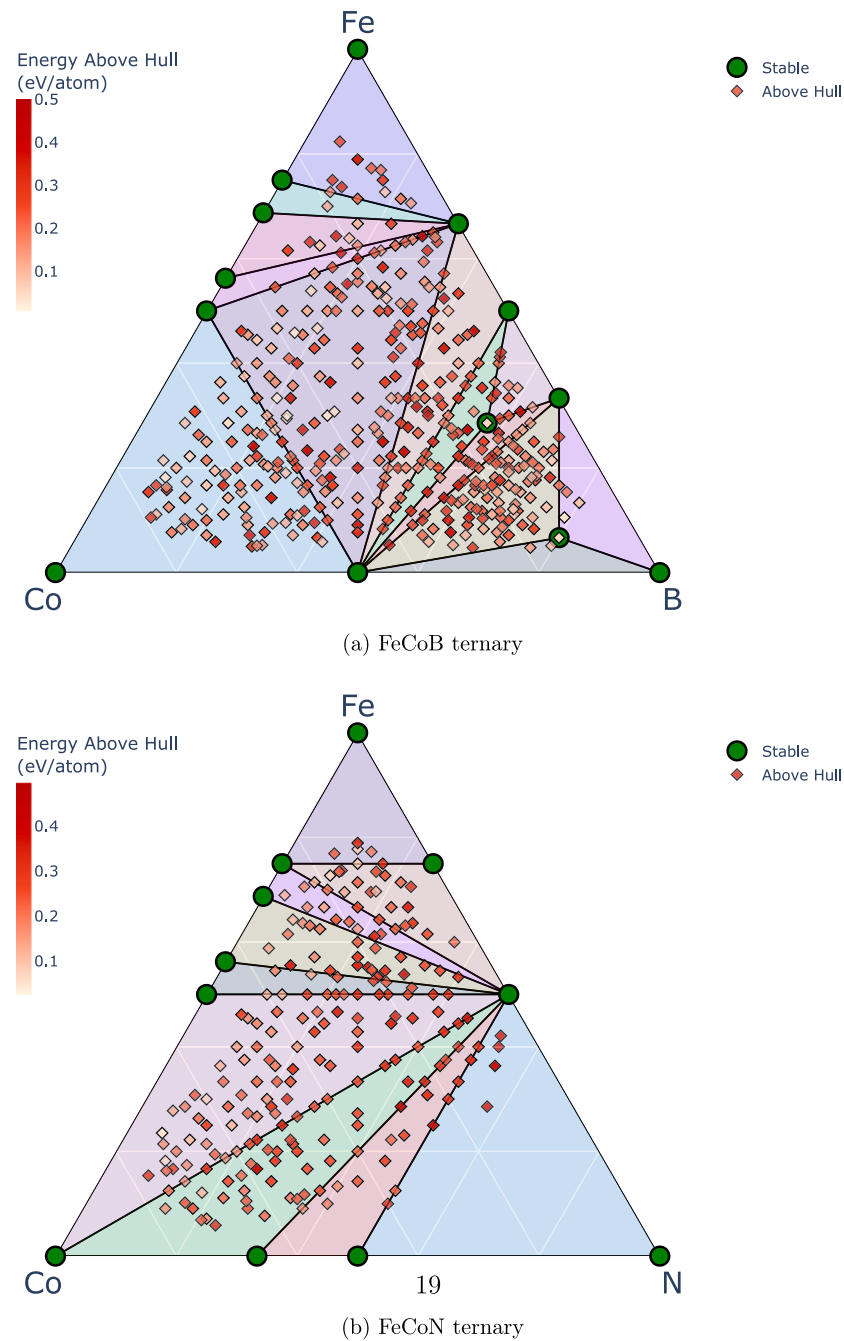 Fe
Energy Above Hull
(eV/atom)
0.5
0.4
0.3
0.2
0.1
Stable
Above Hull
Co
B
(a) FeCoB ternary
Fe
Energy Above Hull
(eV/atom)
0.4
0.3
0.2
0.1
Stable
Above Hull
Co
N
19
(b) FeCoN ternary